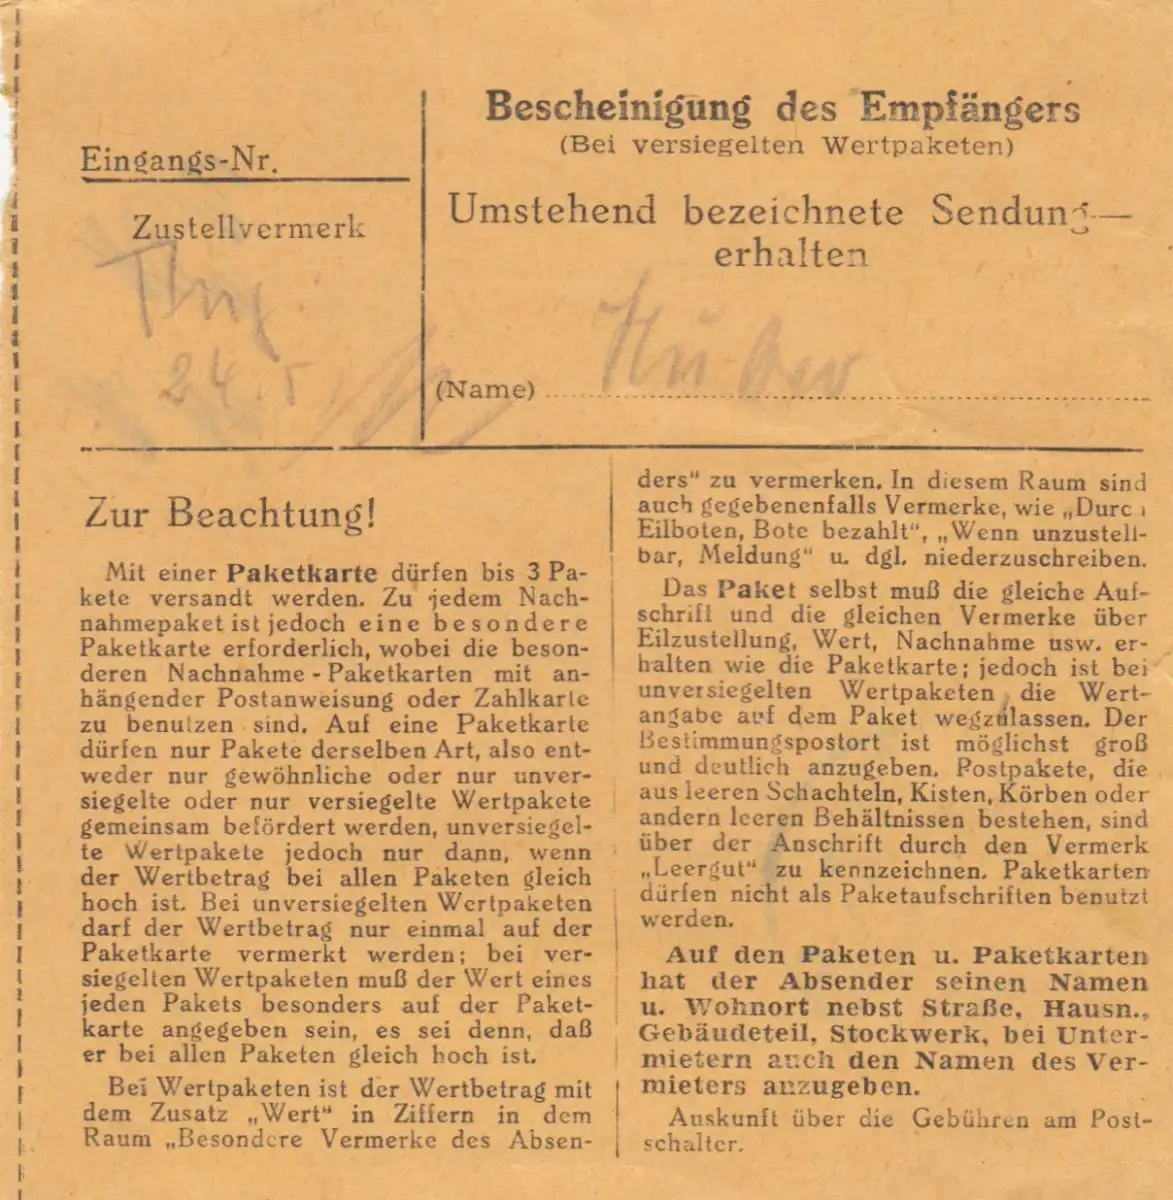 Eingangs-Nr.
Zustellvermerk
24. 5
Bescheinigung des Empfängers
(Bei versiegelten Wertpaketen)
Umstehend bezeichnete Sendung
erhalten
(Name) Huber
Zur Beachtung!
Mit einer Paketkarte dürfen bis 3 Pa-
kete versandt werden. Zu jedem Nach-
nahmepaket ist jedoch eine besondere
Paketkarte erforderlich, wobei die beson-
deren Nachnahme-Paketkarten mit an-
hängender Postanweisung oder Zahlkarte
zu benutzen sind. Auf eine Paketkarte
dürfen nur Pakete derselben Art, also ent-
weder nur gewöhnliche oder nur unver-
siegelte oder nur versiegelte Wertpakete
gemeinsam befördert werden, unversiegel-
te Wertpakete jedoch nur dann, wenn
der Wertbetrag bei allen Paketen gleich
hoch ist. Bei unversiegelten Wertpaketen
darf der Wertbetrag nur einmal auf der
Paketkarte vermerkt werden; bei ver-
siegelten Wertpaketen muß der Wert eines
jeden Pakets besonders auf der Paket-
karte angegeben sein, es sei denn, daß
er bei allen Paketen gleich hoch ist.
Bei Wertpaketen ist der Wertbetrag mit
dem Zusatz „Wert“ in Ziffern in dem
Raum „Besondere Vermerke des Absen-
ders“ zu vermerken. In diesem Raum sind
auch gegebenenfalls Vermerke, wie „Durch
Eilboten, Bote bezahlt“, „Wenn unzustell-
bar, Meldung“ u. dgl. niederzuschreiben.
Das Paket selbst muß die gleiche Auf-
schrift und die gleichen Vermerke über
Eilzustellung, Wert, Nachnahme usw. er-
halten wie die Paketkarte; jedoch ist bei
unversiegelten Wertpaketen die Wert-
angabe auf dem Paket wegzulassen. Der
Bestimmungspostort ist möglichst groß
und deutlich anzugeben. Postpakete, die
aus leeren Schachteln, Kisten, Körben oder
andern leeren Behältnissen bestehen, sind
über der Anschrift durch den Vermerk
„Leergut“ zu kennzeichnen. Paketkarten
dürfen nicht als Paketaufschriften benutzt
werden.
Auf den Paketen u. Paketkarten
hat der Absender seinen Namen
u. Wohnort nebst Straße, Hausn.,
Gebäudeteil, Stockwerk, bei Unter-
mietern auch den Namen des Ver-
mieters anzugeben.
Auskunft über die Gebühren am Post-
schalter.